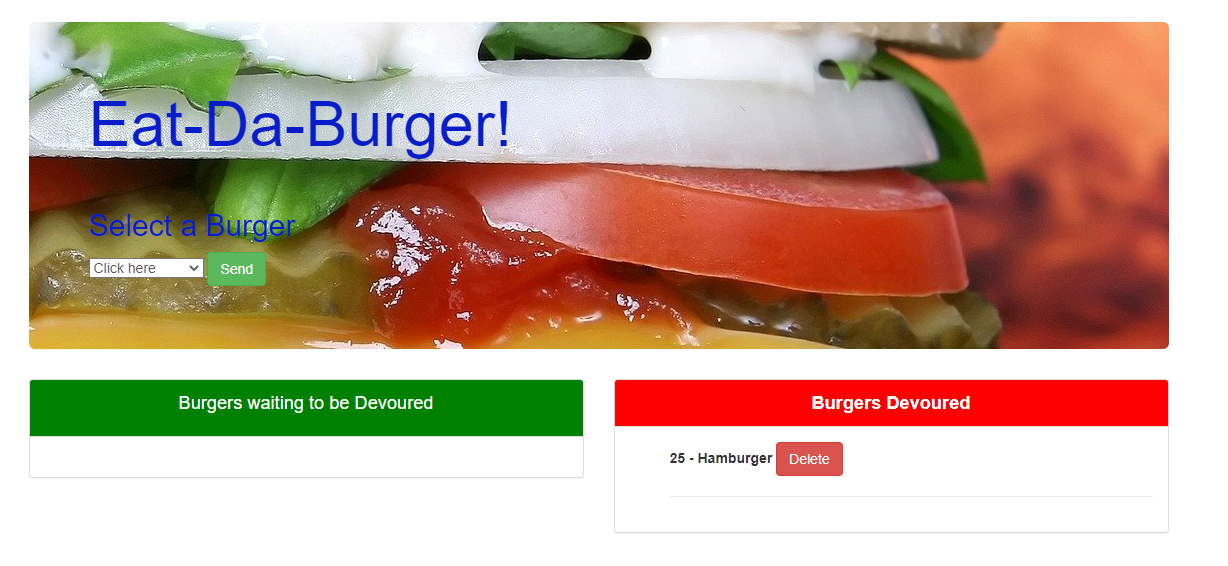 Eat-Da-Burger!
Select a Burger
Click here Send
Burgers waiting to be Devoured
Burgers Devoured
25 - Hamburger Delete